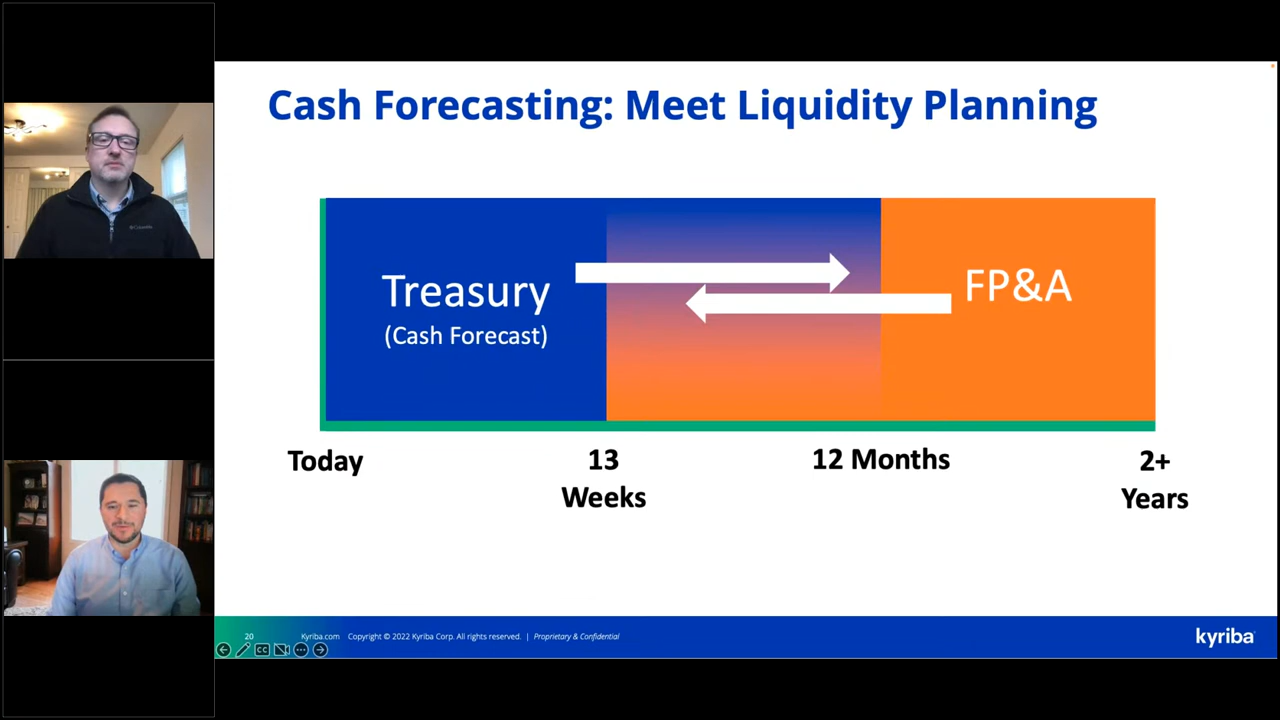 Cash Forecasting: Meet Liquidity Planning
Treasury
(Cash Forecast)
FP&A
Today
13
Weeks
12 Months
2+
Years
20
Kyriba.com
Copyright © 2022 Kyriba Corp. All rights reserved. | Proprietary & Confidential
kyriba
CC